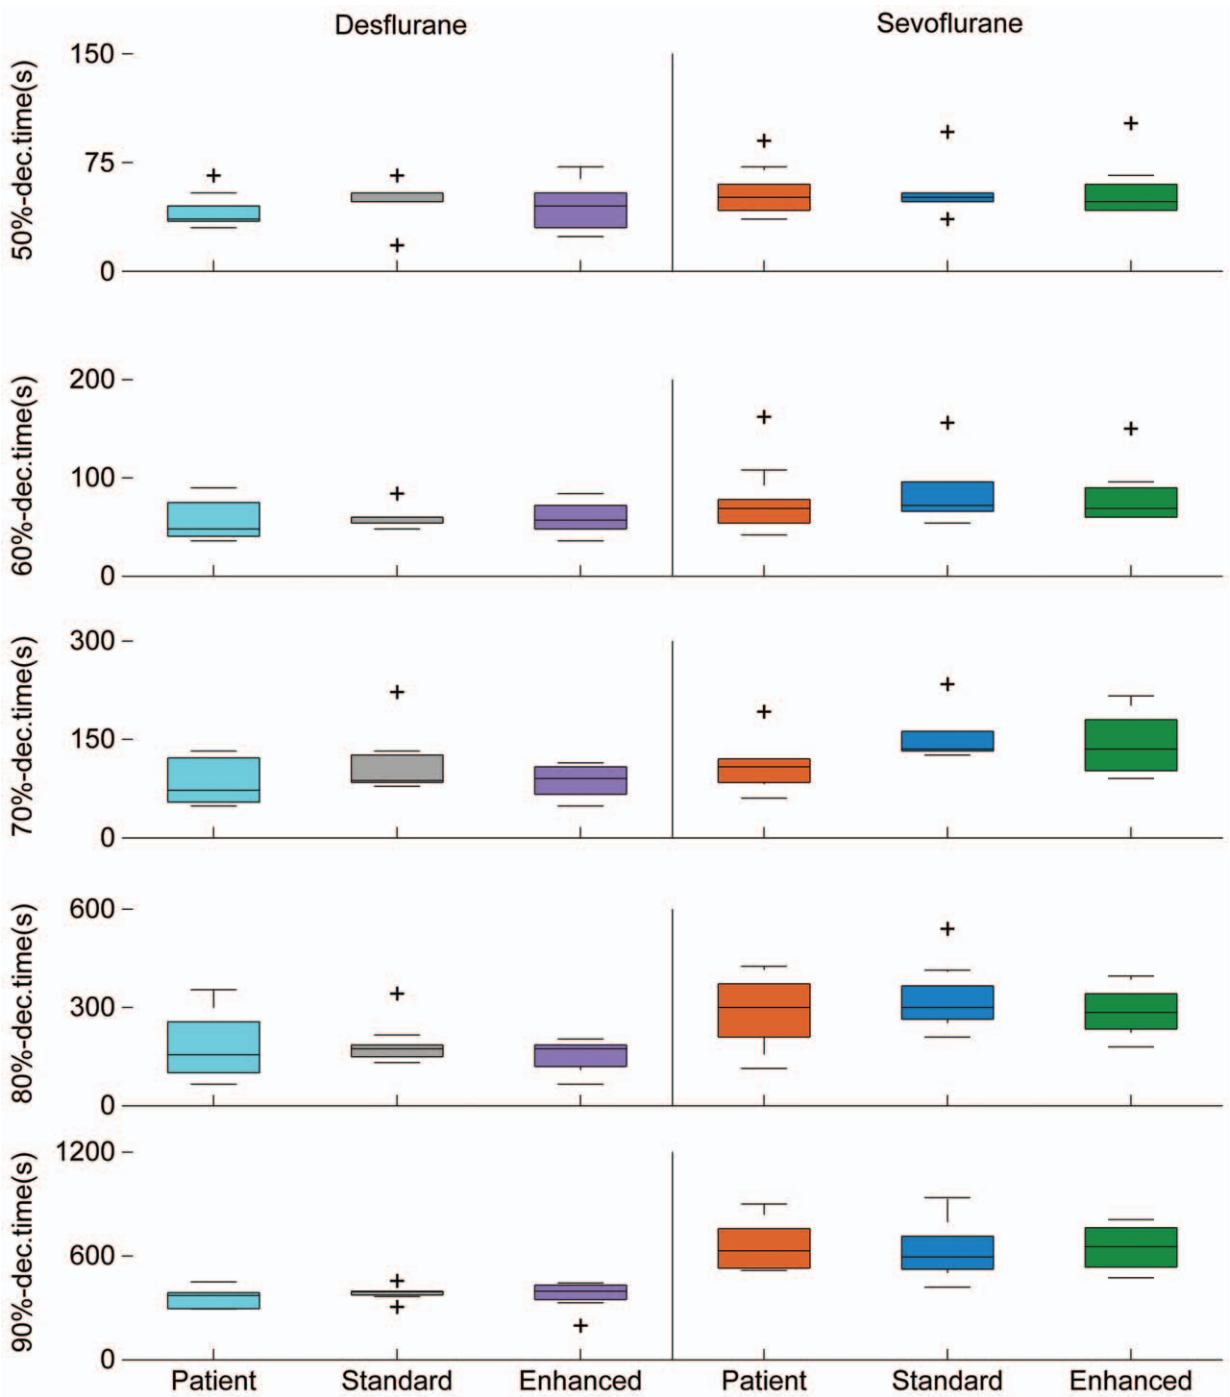 Desflurane Sevoflurane
50%-dec.time(s)
150
75
0
60%-dec.time(s)
200
100
0
70%-dec.time(s)
300
150
0
80%-dec.time(s)
600
300
0
90%-dec.time(s)
1200
600
0
Patient Standard Enhanced Patient Standard Enhanced